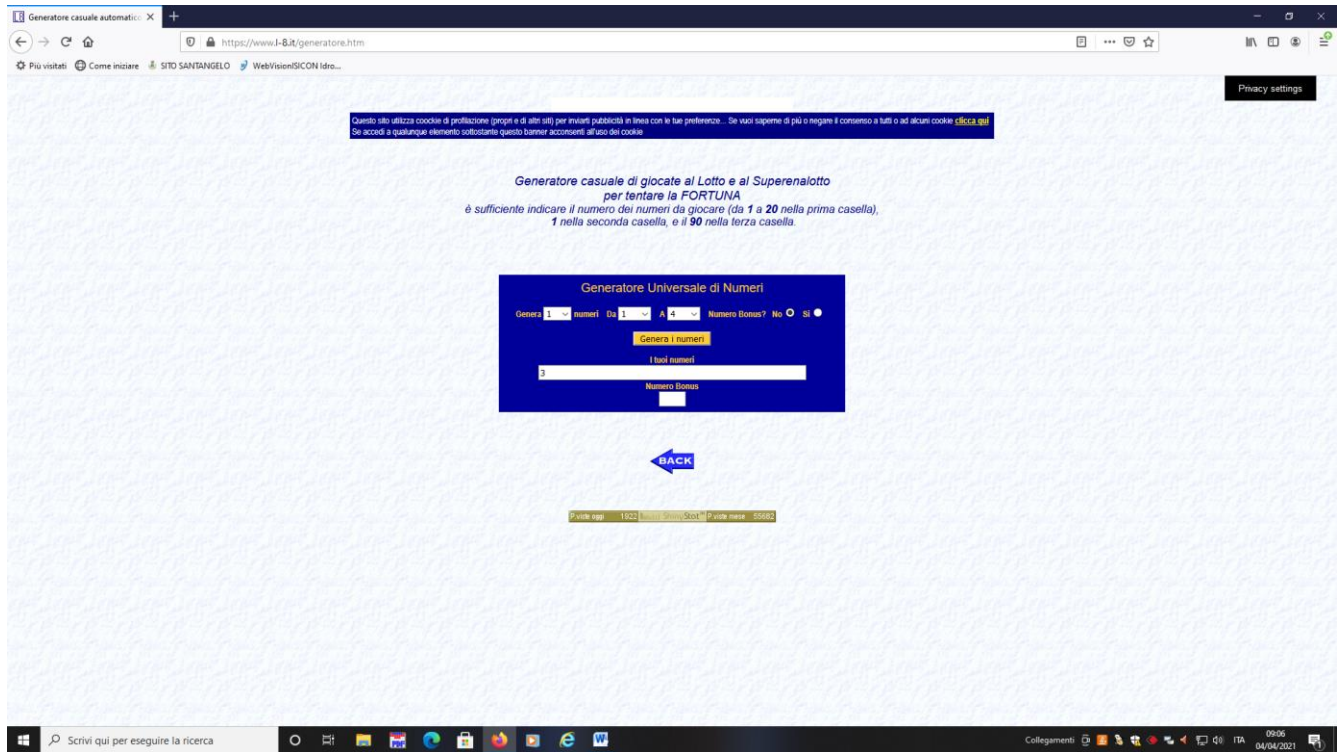 Generatore casuale automatico
https://www.l-8.it/generatore.htm
Più visitati Come iniziare SITO SANTANGELO WebVisionISICON Idro...
Privacy settings
Questo sito utilizza coockie di profilazione (propri e di altri siti) per inviarti pubblicità in linea con le tue preferenze... Se vuoi saperne di più o negare il consenso a tutti o ad alcuni cookie clicca qui
Se accedi a qualunque elemento sottostante questo banner acconsenti all'uso dei cookie
Generatore casuale di giocate al Lotto e al Superenalotto
per tentare la FORTUNA
è sufficiente indicare il numero dei numeri da giocare (da 1 a 20 nella prima casella),
1 nella seconda casella, e il 90 nella terza casella.
Generatore Universale di Numeri
Genera 1 numeri Da 1 A 4 Numero Bonus? No Si
Genera i numeri
I tuoi numeri
3
Numero Bonus
BACK
P.viste oggi 1922 P.viste mese 55682
Scrivi qui per eseguire la ricerca
Collegamenti ITA 09:06
04/04/2021